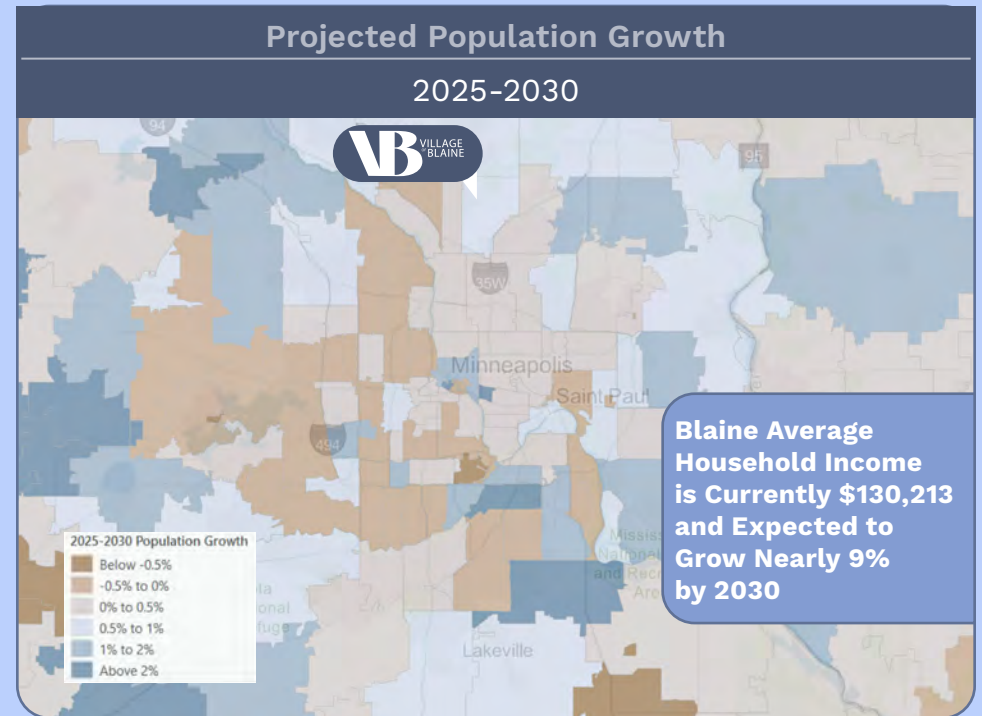 Projected Population Growth
2025-2030
94
VB VILLAGE
OF BLAINE
95
35W
Minneapolis
Saint Paul
494
Blaine Average
Household Income
is Currently $130,213
and Expected to
Grow Nearly 9%
by 2030
2025-2030 Population Growth
Below -0.5%
-0.5% to 0%
0% to 0.5%
0.5% to 1%
1% to 2%
Above 2%
Lakeville